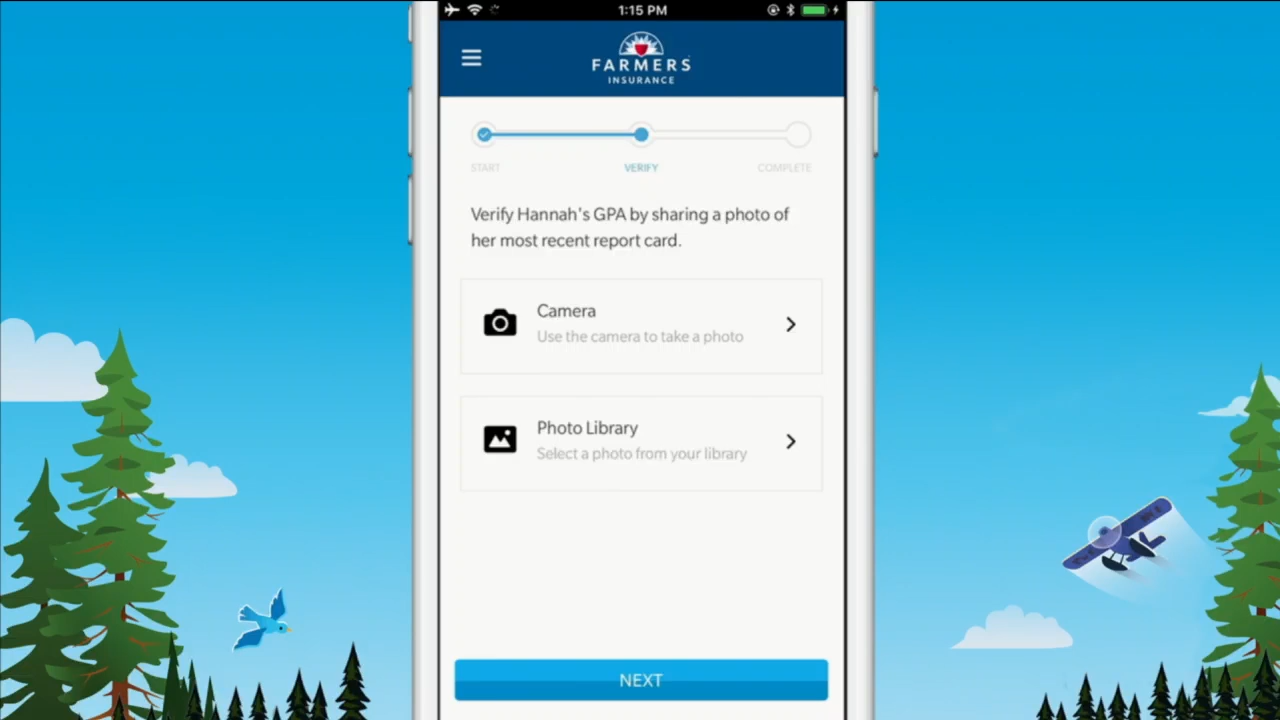 1:15 PM
FARMERS
INSURANCE
START
VERIFY
COMPLETE
Verify Hannah's GPA by sharing a photo of
her most recent report card.
Camera
Use the camera to take a photo
Photo Library
Select a photo from your library
NEXT